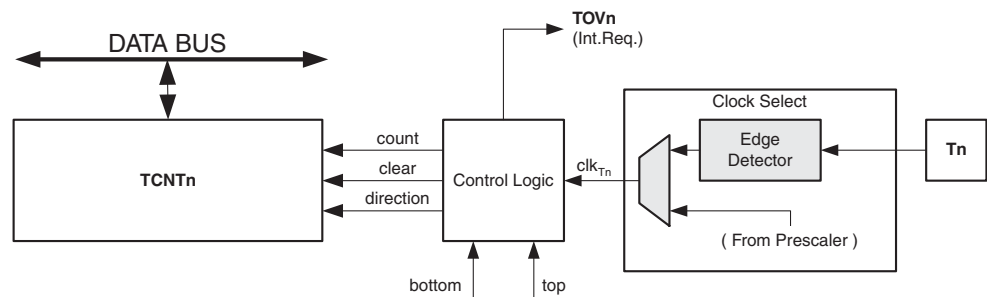 TOVn
(Int.Req.)
DATA BUS
Clock Select
count
Edge
Detector
Tn
TCNTn
clear
Control Logic
clkTn
direction
( From Prescaler )
bottom
top